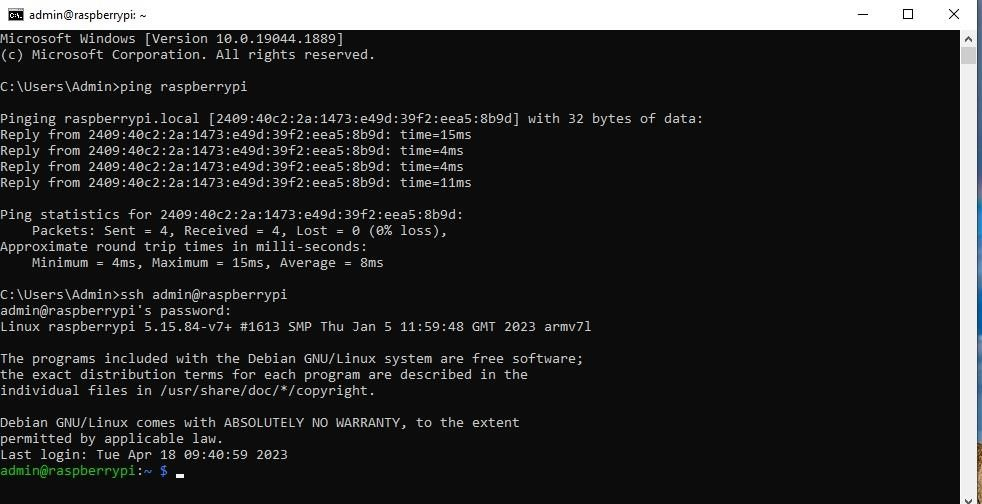 admin@raspberrypi: ~
Microsoft Windows [Version 10.0.19044.1889]
(c) Microsoft Corporation. All rights reserved.
C:\Users\Admin>ping raspberrypi
Pinging raspberrypi.local [2409:40c2:2a:1473:e49d:39f2:eea5:8b9d] with 32 bytes of data:
Reply from 2409:40c2:2a:1473:e49d:39f2:eea5:8b9d: time=15ms
Reply from 2409:40c2:2a:1473:e49d:39f2:eea5:8b9d: time=4ms
Reply from 2409:40c2:2a:1473:e49d:39f2:eea5:8b9d: time=4ms
Reply from 2409:40c2:2a:1473:e49d:39f2:eea5:8b9d: time=11ms
Ping statistics for 2409:40c2:2a:1473:e49d:39f2:eea5:8b9d:
    Packets: Sent = 4, Received = 4, Lost = 0 (0% loss),
Approximate round trip times in milli-seconds:
    Minimum = 4ms, Maximum = 15ms, Average = 8ms
C:\Users\Admin>ssh admin@raspberrypi
admin@raspberrypi's password:
Linux raspberrypi 5.15.84-v7+ #1613 SMP Thu Jan 5 11:59:48 GMT 2023 armv7l
The programs included with the Debian GNU/Linux system are free software;
the exact distribution terms for each program are described in the
individual files in /usr/share/doc/*/copyright.
Debian GNU/Linux comes with ABSOLUTELY NO WARRANTY, to the extent
permitted by applicable law.
Last login: Tue Apr 18 09:40:59 2023
admin@raspberrypi:~ $